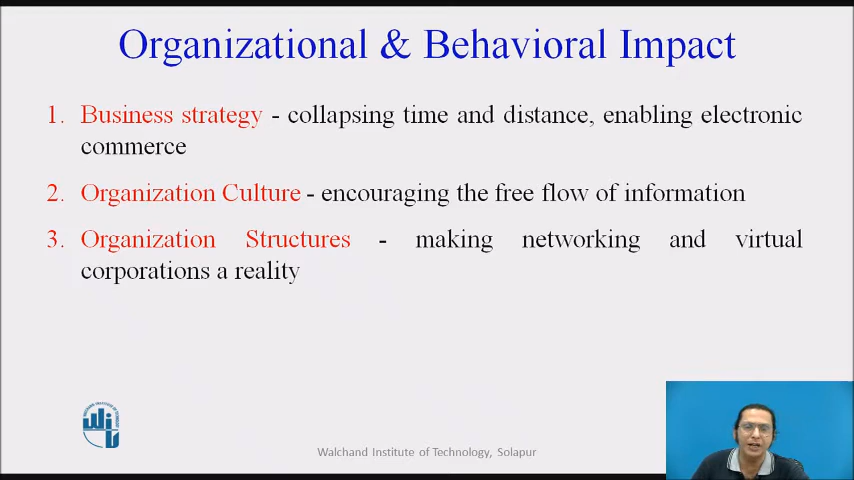 Organizational & Behavioral Impact
1. Business strategy - collapsing time and distance, enabling electronic
commerce
2. Organization Culture - encouraging the free flow of information
3. Organization Structures - making networking and virtual
corporations a reality
Walchand Institute of Technology, Solapur